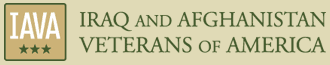 IAVA
IRAQ AND AFGHANISTAN
VETERANS OF AMERICA